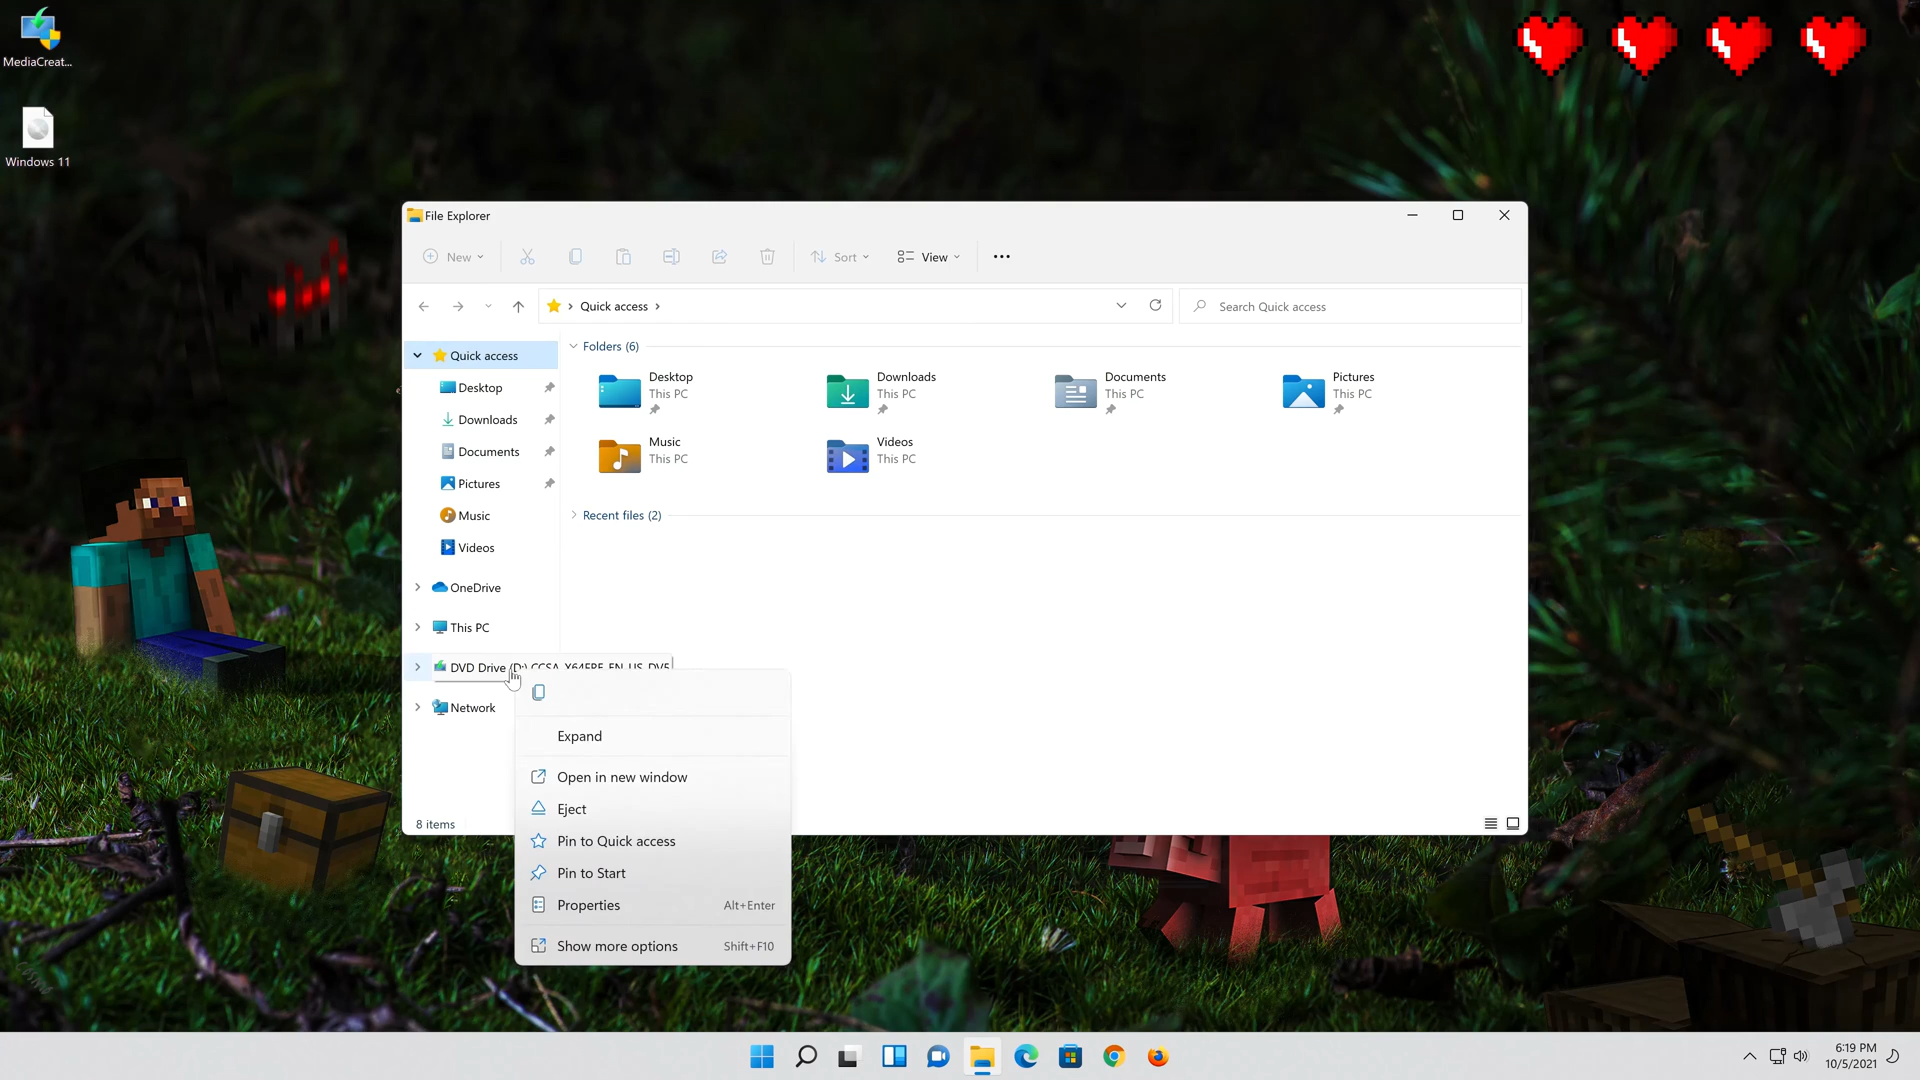 MediaCreat...
Windows 11
File Explorer
New
Sort
View
Quick access
Search Quick access
Quick access
Desktop
Downloads
Documents
Pictures
Music
Videos
OneDrive
This PC
DVD Drive (D:) CCSA_X64FRE_EN-US_DV5
Network
8 items
Folders (6)
Desktop
This PC
Downloads
This PC
Documents
This PC
Pictures
This PC
Music
This PC
Videos
This PC
Recent files (2)
Expand
Open in new window
Eject
Pin to Quick access
Pin to Start
Properties Alt+Enter
Show more options Shift+F10
6:19 PM
10/5/2021